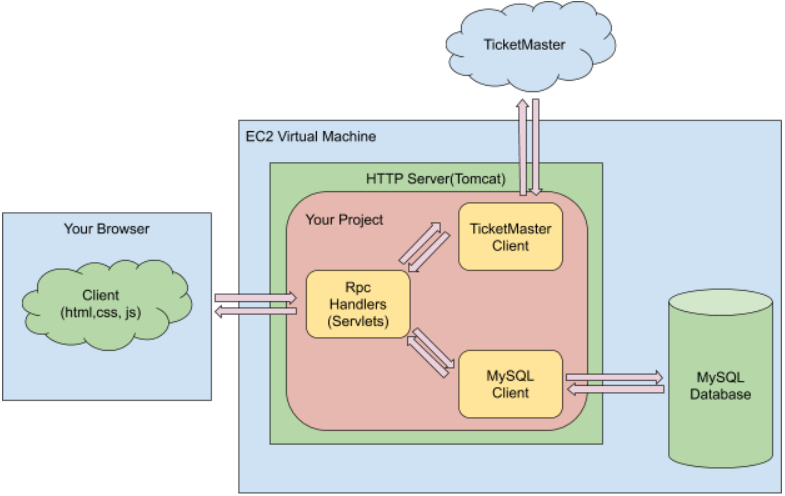 TicketMaster
EC2 Virtual Machine
HTTP Server(Tomcat)
Your Project
TicketMaster
Client
Your Browser
Client
(html,css, js)
Rpc
Handlers
(Servlets)
MySQL
Client
MySQL
Database